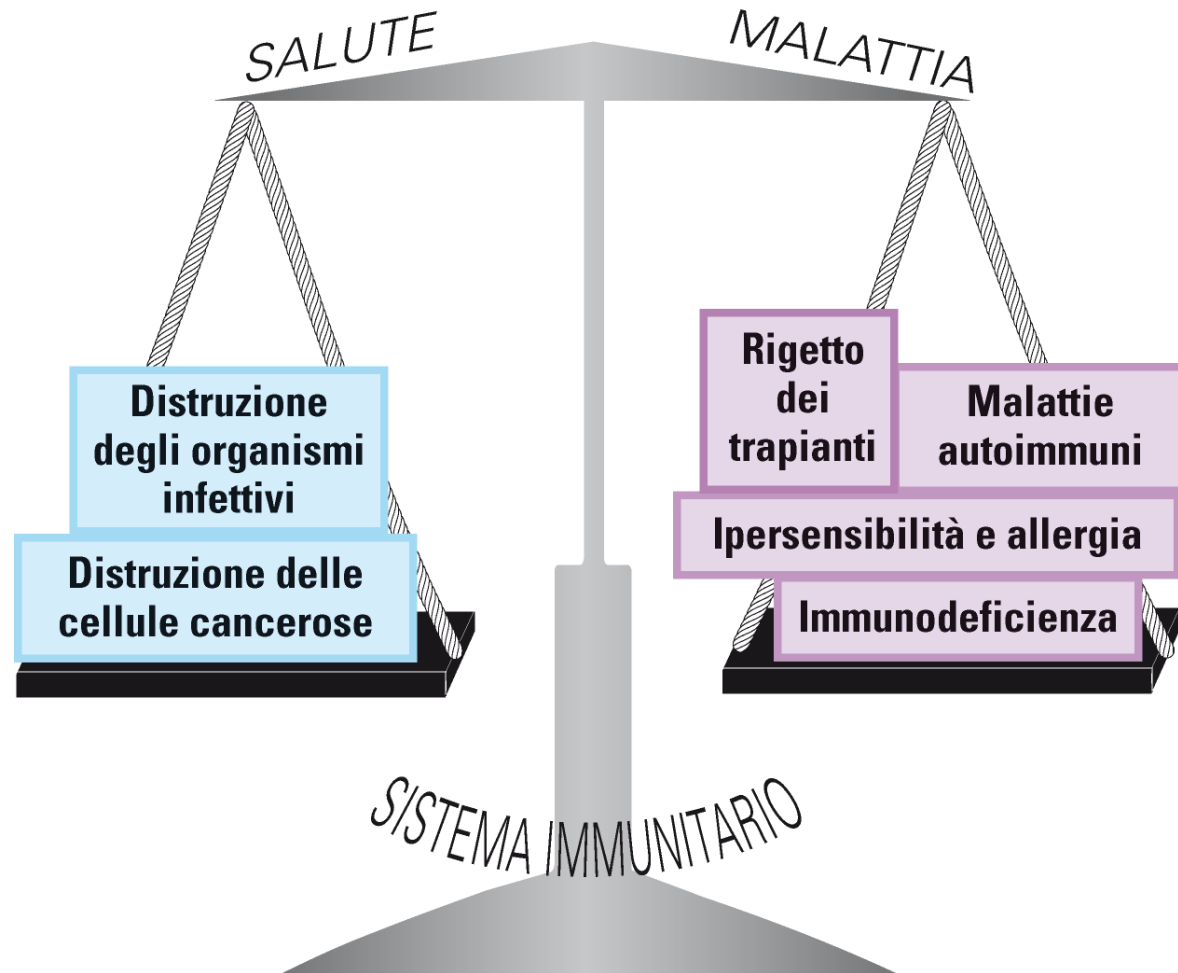 SALUTE
MALATTIA
Distruzione
degli organismi
infettivi
Distruzione delle
cellule cancerose
Rigetto
dei
trapianti
Malattie
autoimmuni
Ipersensibilità e allergia
Immunodeficienza
SISTEMA IMMUNITARIO